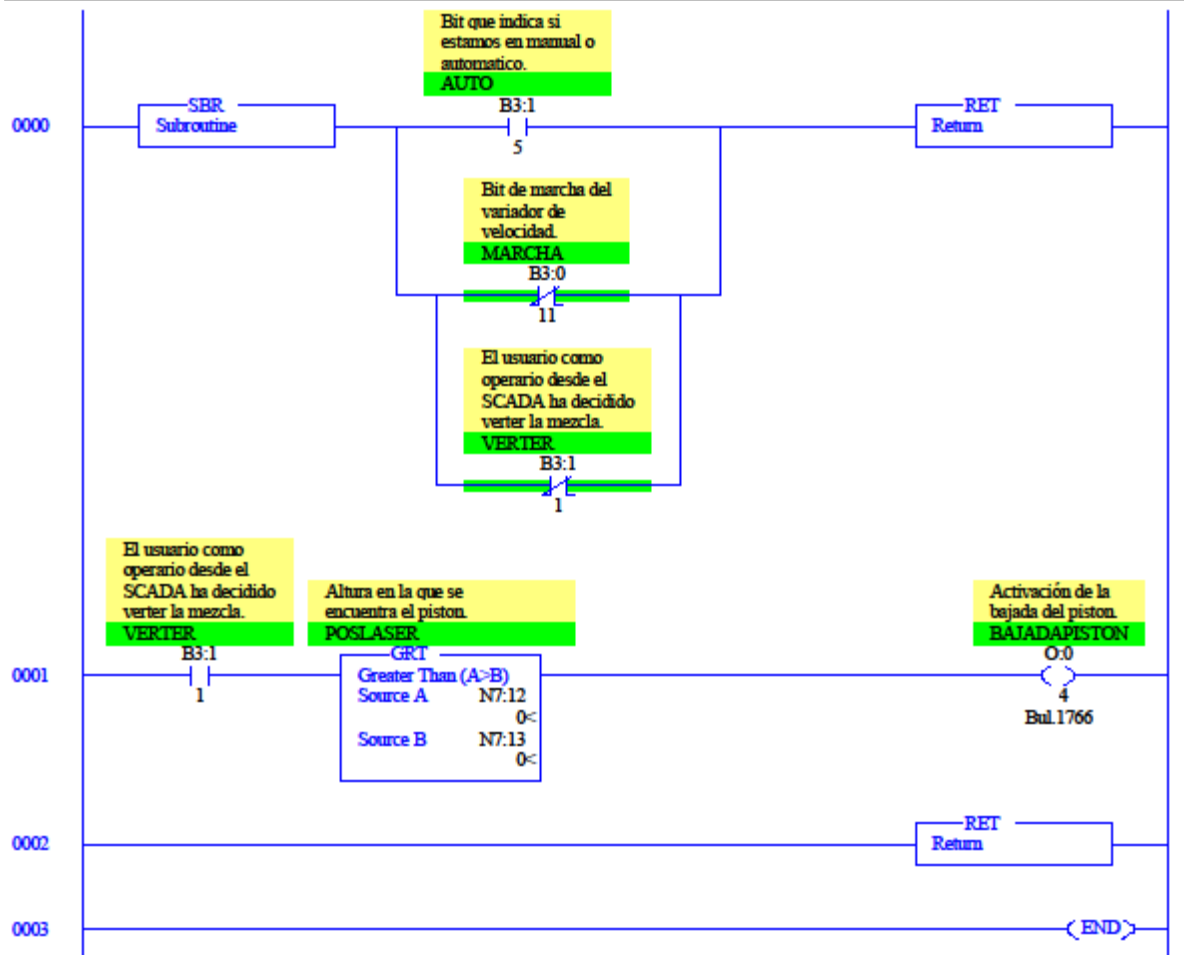 Bit que indica si
estamos en manual o
automatico.
AUTO
B3:1
5
0000
SBR
Subroutine
RET
Return
Bit de marcha del
variador de
velocidad.
MARCHA
B3:0
11
El usuario como
operario desde el
SCADA ha decidido
verter la mezcla.
VERTER
B3:1
1
El usuario como
operario desde el
SCADA ha decidido
verter la mezcla.
VERTER
B3:1
1
Altura en la que se
encuentra el piston.
POSLASER
GRT
Greater Than (A>B)
Source A N7:12
0<
Source B N7:13
0<
Activación de la
bajada del piston.
BAJADAPISTON
O:0
4
Bul.1766
0001
0002
RET
Return
0003
END